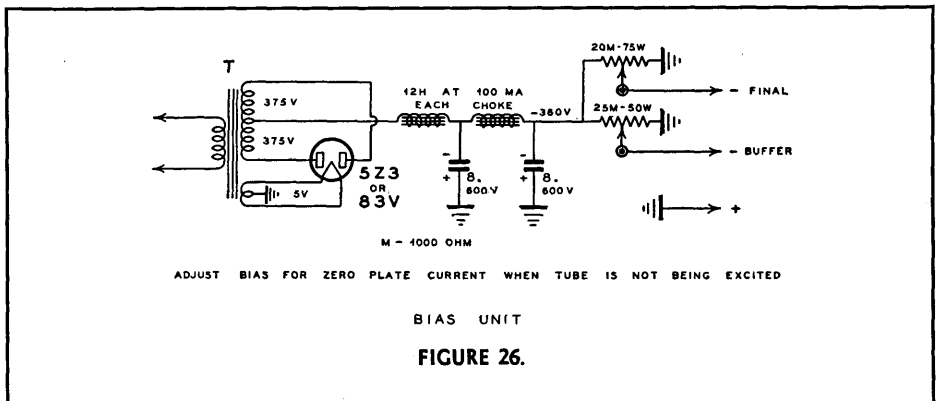 T
375V
375V
5V
5Z3
OR
83V
12H AT 100 MA
EACH CHOKE
-360V
-
+
8.
600V
-
+
8.
600V
20M-75W
- FINAL
25M-50W
- BUFFER
+
M - 1000 OHM
ADJUST BIAS FOR ZERO PLATE CURRENT WHEN TUBE IS NOT BEING EXCITED
BIAS UNIT
FIGURE 26.